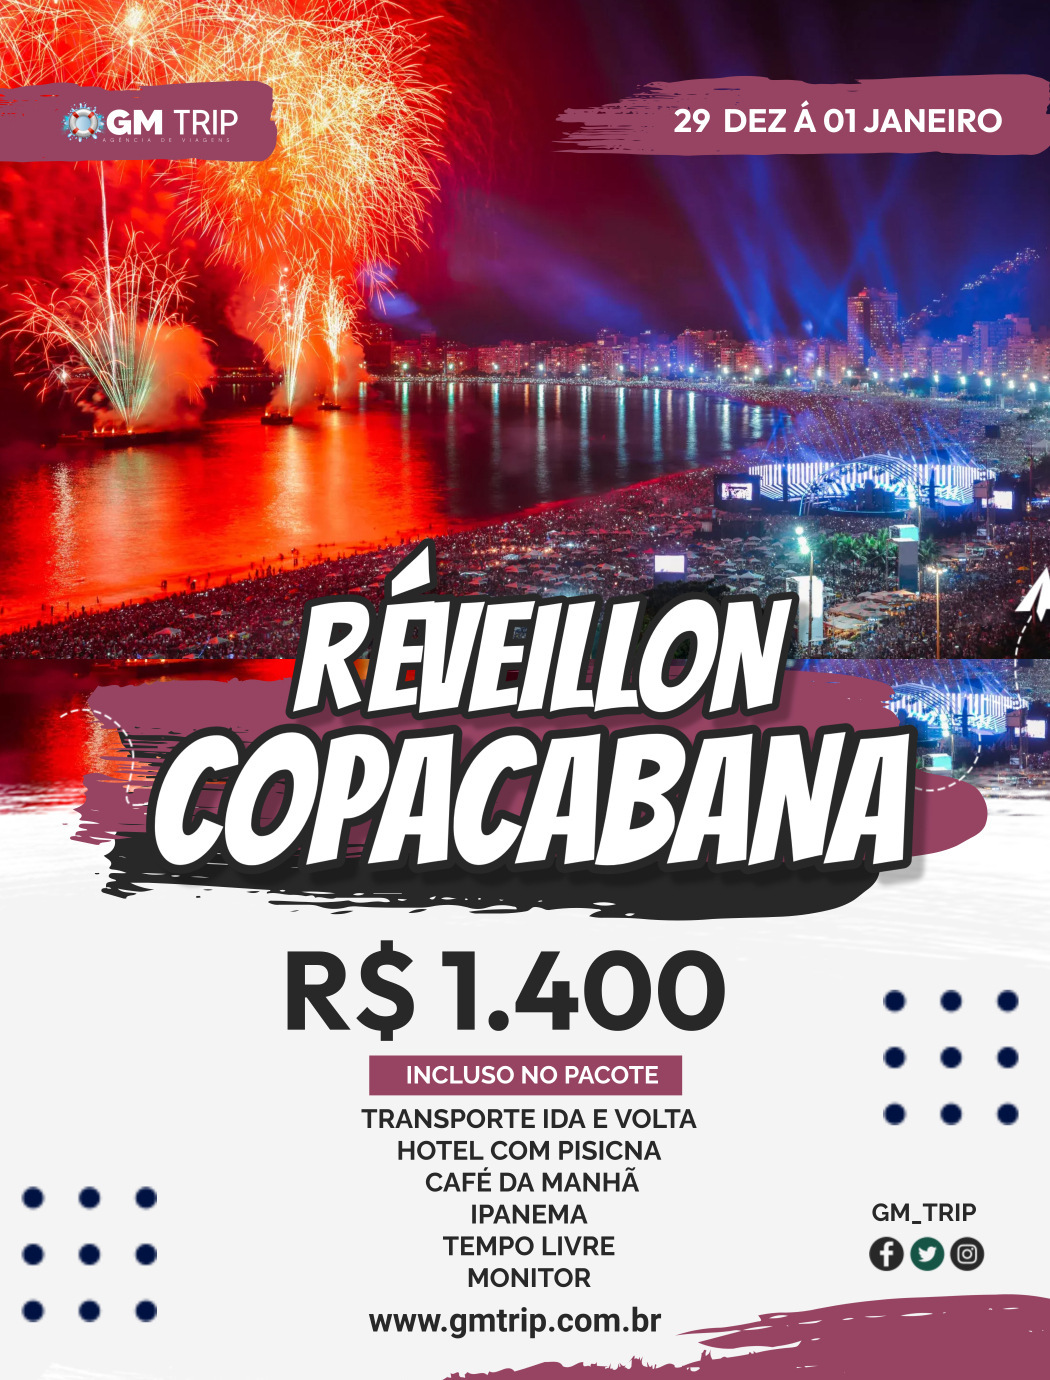 GM TRIP
AGÊNCIA DE VIAGENS
29 DEZ Á 01 JANEIRO
RÉVEILLON
COPACABANA
R$ 1.400
INCLUSO NO PACOTE
TRANSPORTE IDA E VOLTA
HOTEL COM PISICNA
CAFÉ DA MANHÃ
IPANEMA
TEMPO LIVRE
MONITOR
GM_TRIP
www.gmtrip.com.br